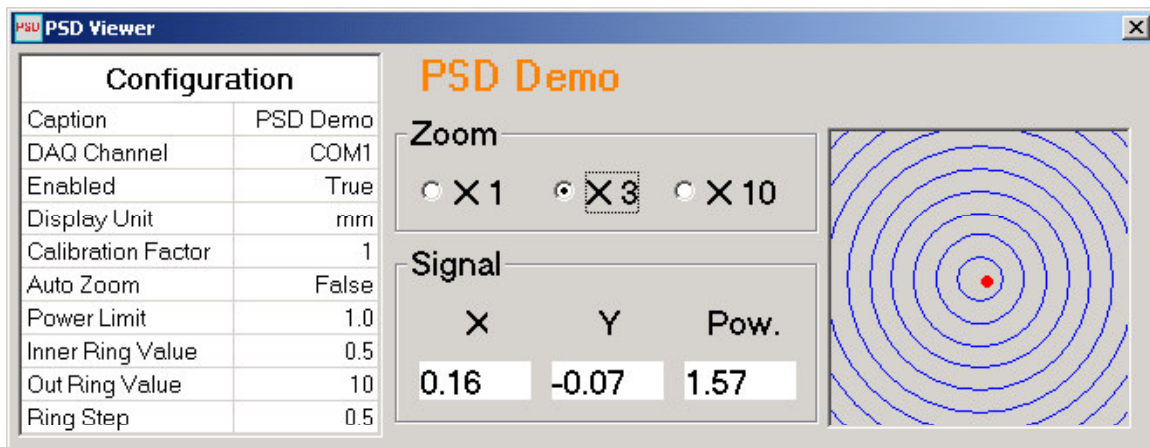 PSD PSD Viewer
Configuration
Caption PSD Demo
DAQ Channel COM1
Enabled True
Display Unit mm
Calibration Factor 1
Auto Zoom False
Power Limit 1.0
Inner Ring Value 0.5
Out Ring Value 10
Ring Step 0.5
PSD Demo
Zoom
X 1 X 3 X 10
Signal
X Y Pow.
0.16 -0.07 1.57